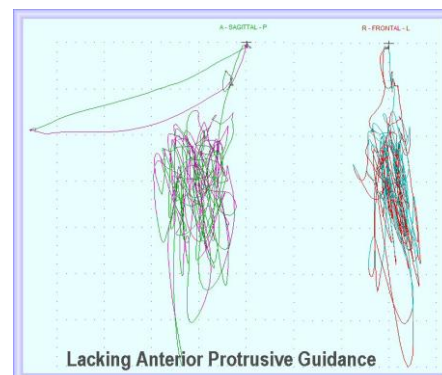 A - SAGITTAL - P
R - FRONTAL - L
Lacking Anterior Protrusive Guidance